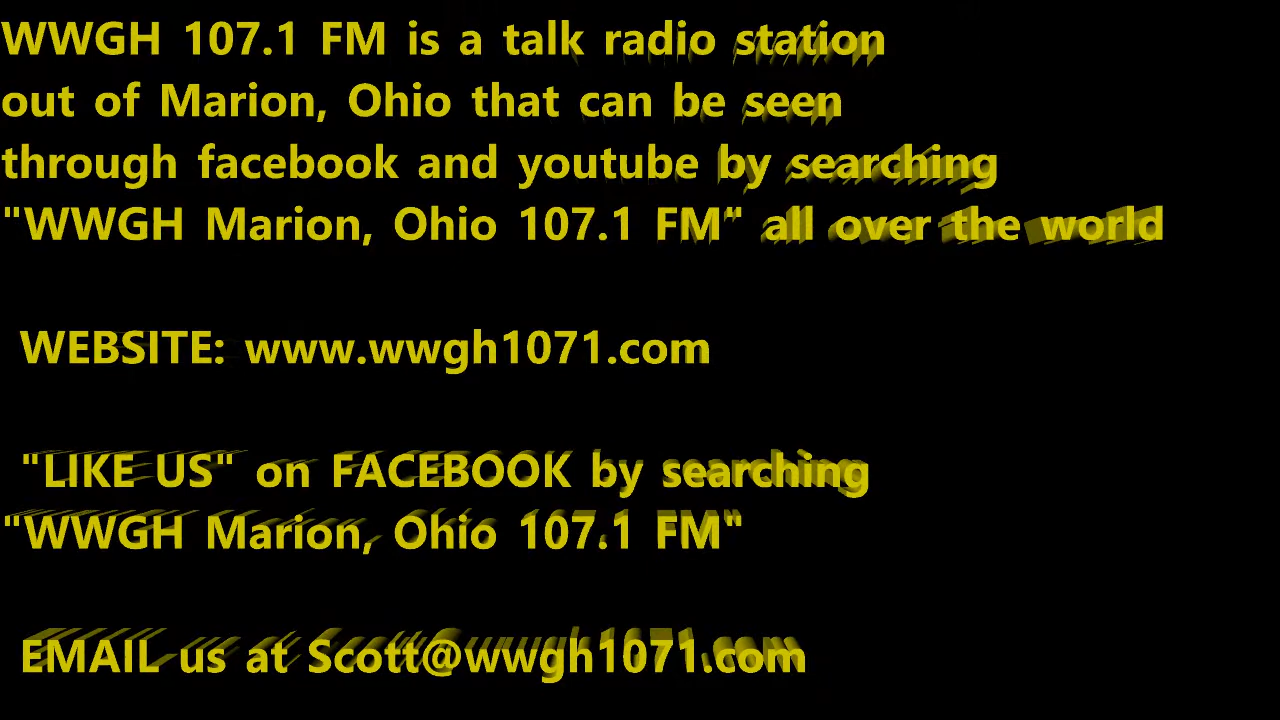 WWGH 107.1 FM is a talk radio station
out of Marion, Ohio that can be seen
through facebook and youtube by searching
"WWGH Marion, Ohio 107.1 FM" all over the world
WEBSITE: www.wwgh1071.com
"LIKE US" on FACEBOOK by searching
"WWGH Marion, Ohio 107.1 FM"
EMAIL us at Scott@wwgh1071.com